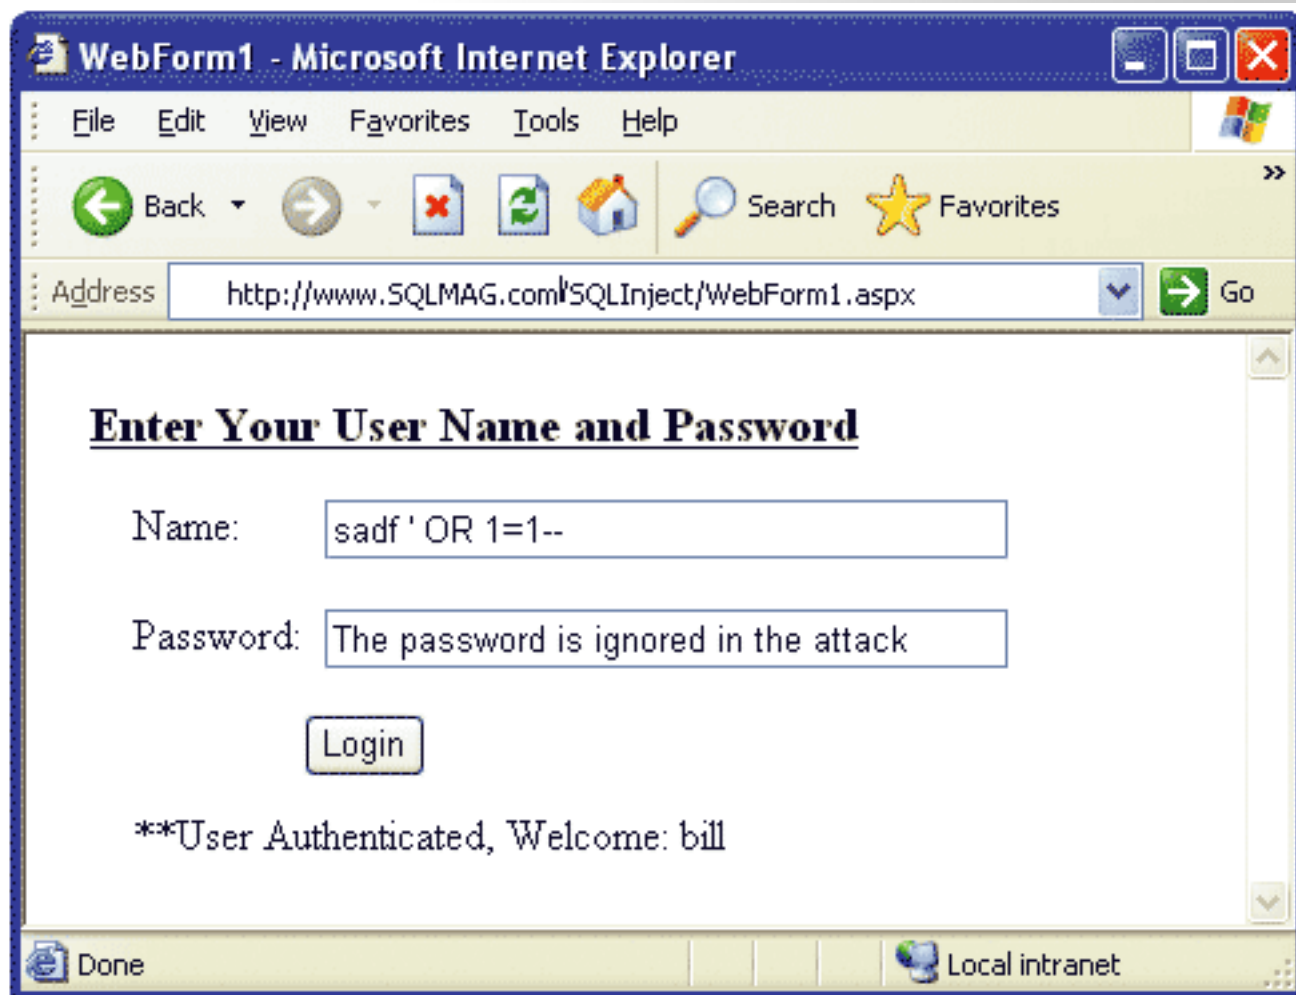 WebForm1 - Microsoft Internet Explorer
File Edit View Favorites Tools Help
Back Search Favorites »
Address http://www.SQLMAG.com/SQLInject/WebForm1.aspx Go
Enter Your User Name and Password
Name: sadf ' OR 1=1--
Password: The password is ignored in the attack
Login
**User Authenticated, Welcome: bill
Done Local intranet